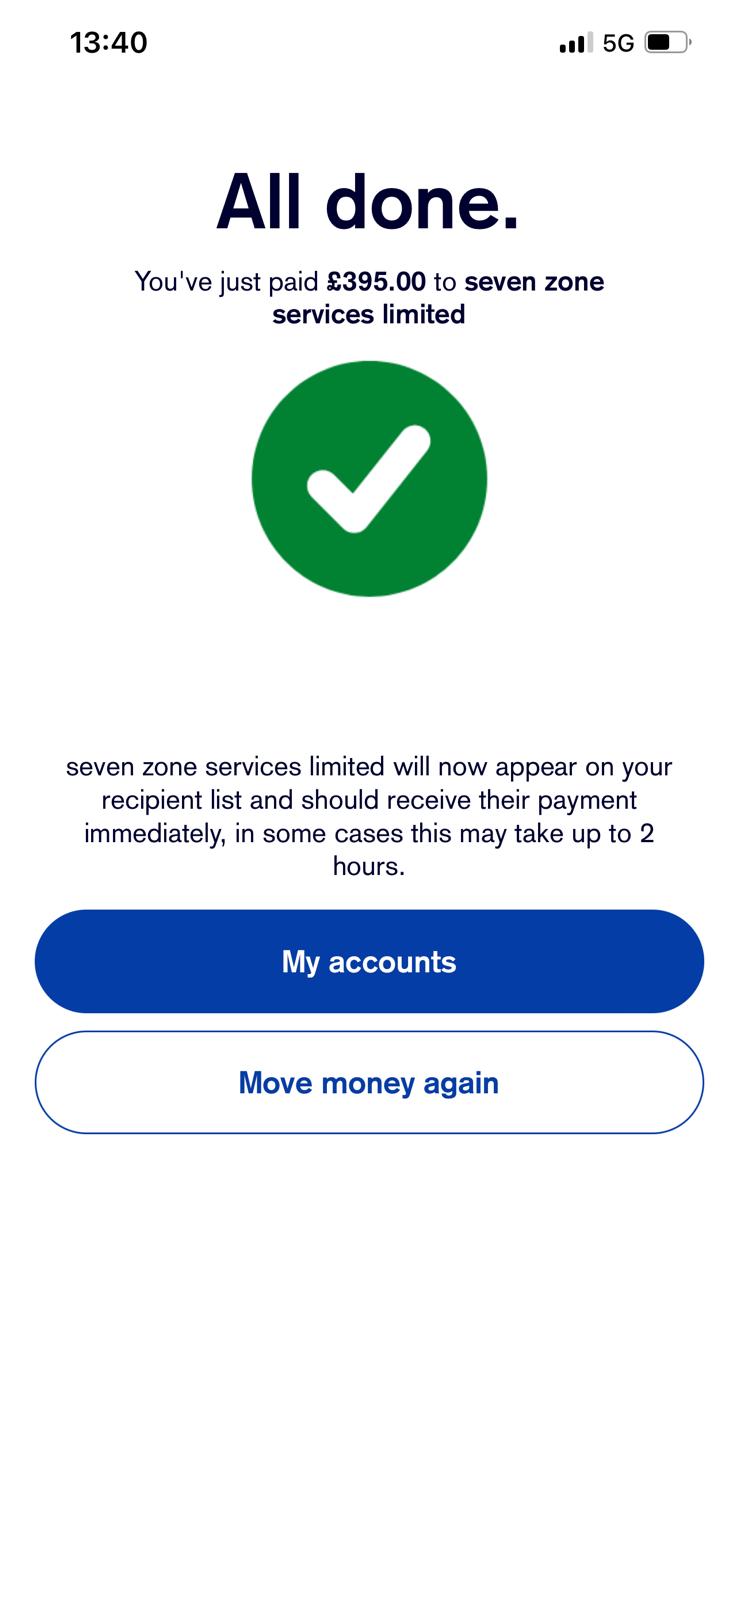 13:40
5G
All done.
You've just paid £395.00 to seven zone
services limited
seven zone services limited will now appear on your
recipient list and should receive their payment
immediately, in some cases this may take up to 2
hours.
My accounts
Move money again